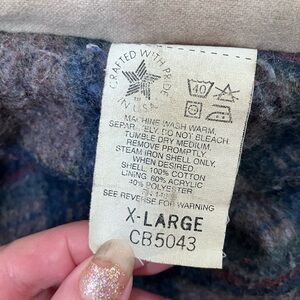 CRAFTED WITH PRIDE
IN U.S.A.
40
MACHINE WASH WARM,
SEPARATELY. DO NOT BLEACH.
TUMBLE DRY MEDIUM.
REMOVE PROMPTLY.
STEAM IRON SHELL ONLY.
WHEN DESIRED.
SHELL: 100% COTTON
LINING: 60% ACRYLIC
40% POLYESTER
SEE REVERSE FOR WARNING
X-LARGE
CB5043